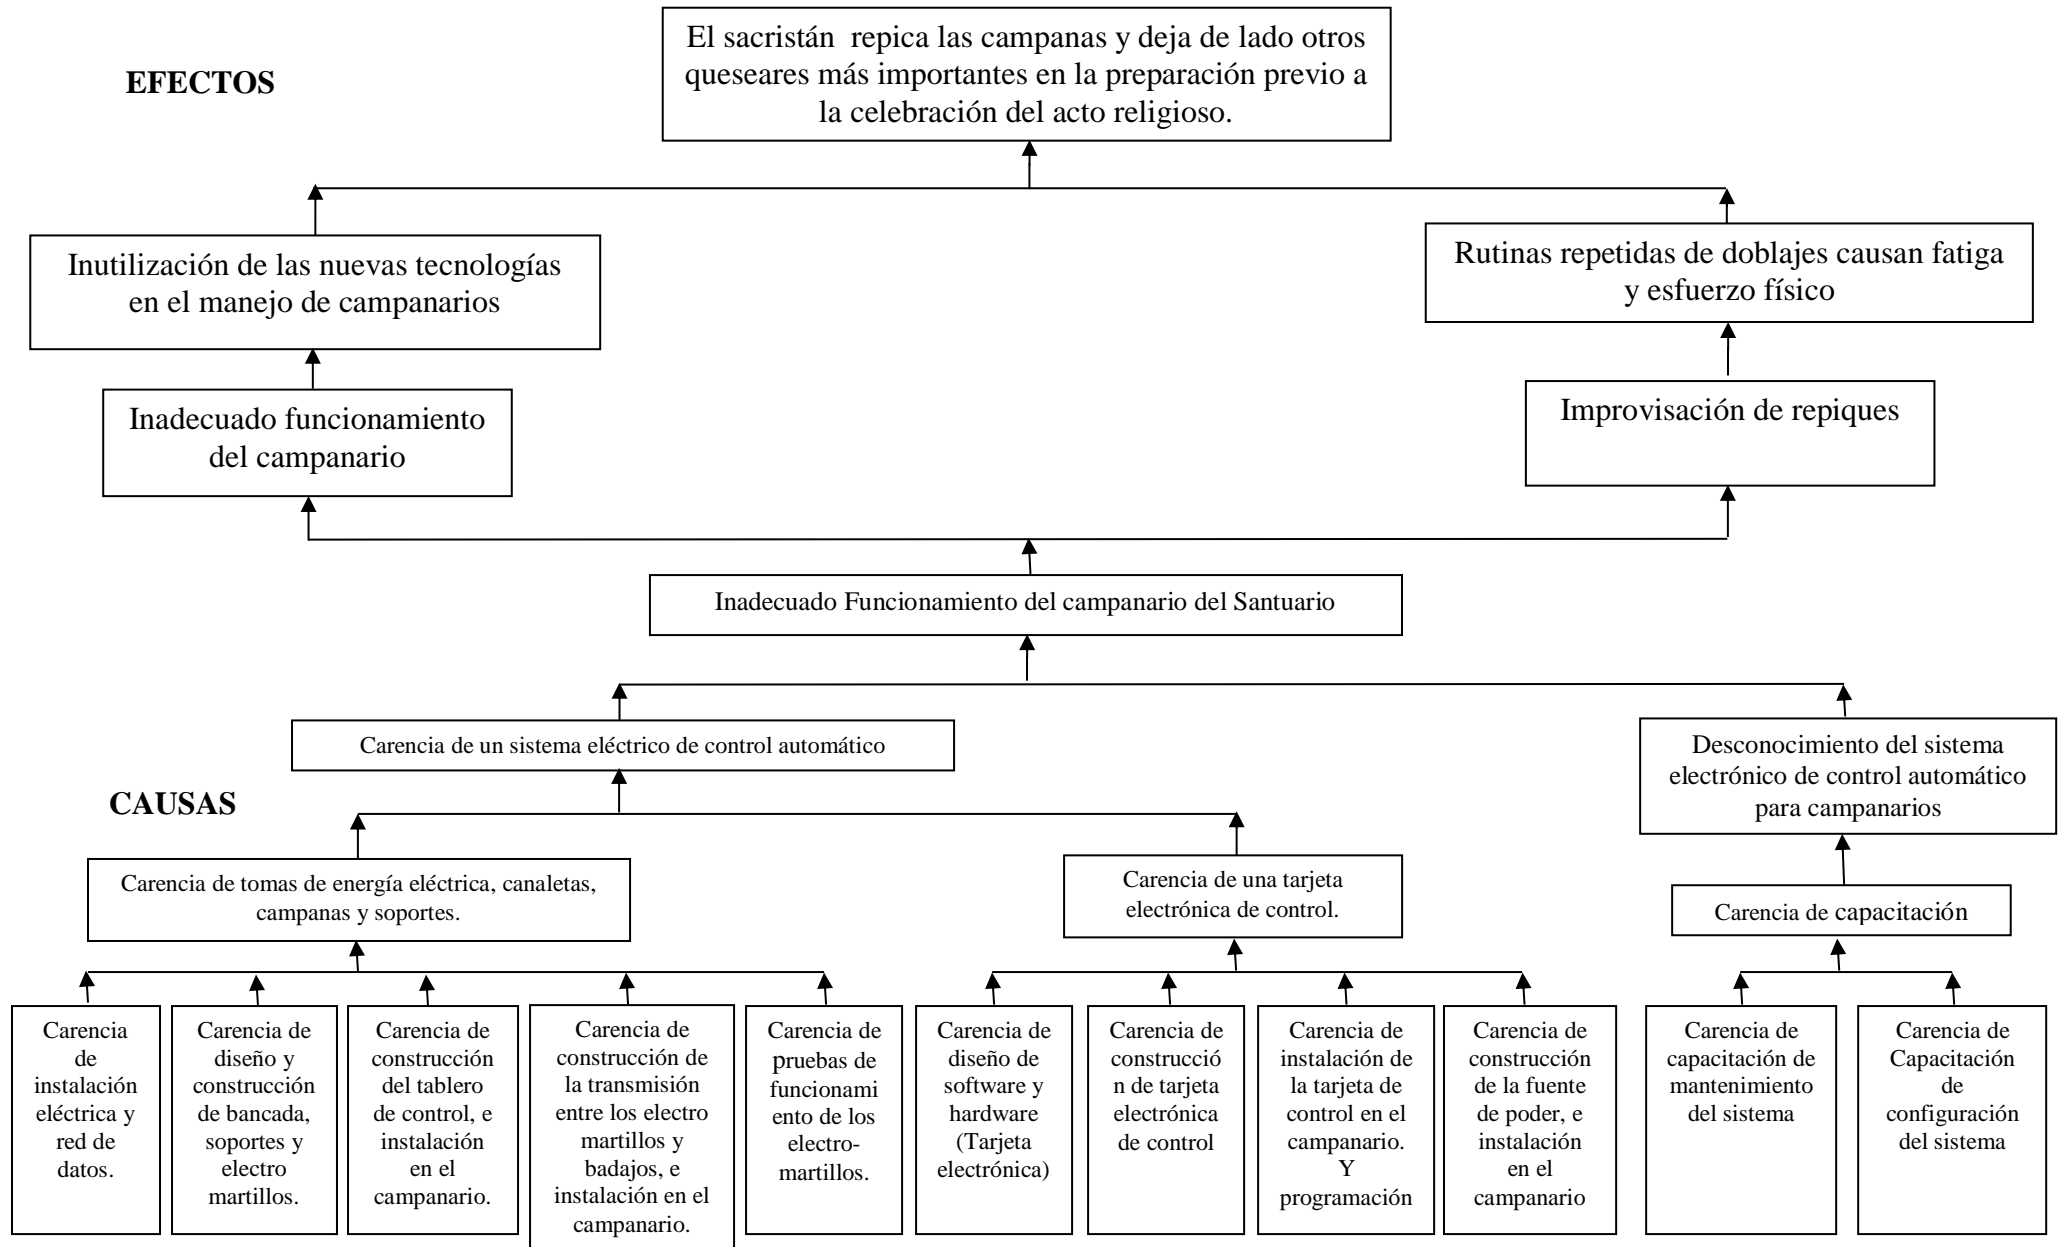 El sacristán  repica las campanas y deja de lado otros
queseares más importantes en la preparación previo a
la celebración del acto religioso.
EFECTOS
Inutilización de las nuevas tecnologías
en el manejo de campanarios
Rutinas repetidas de doblajes causan fatiga
y esfuerzo físico
Inadecuado funcionamiento
del campanario
Improvisación de repiques
Inadecuado Funcionamiento del campanario del Santuario
Carencia de un sistema eléctrico de control automático
Desconocimiento del sistema
electrónico de control automático
para campanarios
CAUSAS
Carencia de tomas de energía eléctrica, canaletas,
campanas y soportes.
Carencia de una tarjeta
electrónica de control.
Carencia de capacitación
Carencia
de
instalación
eléctrica y
red de
datos.
Carencia de
diseño y
construcción
de bancada,
soportes y
electro
martillos.
Carencia de
construcción
del tablero
de control, e
instalación
en el
campanario.
Carencia de
construcción de
la transmisión
entre los electro
martillos y
badajos, e
instalación en el
campanario.
Carencia de
pruebas de
funcionami
ento de los
electro-
martillos.
Carencia de
diseño de
software y
hardware
(Tarjeta
electrónica)
Carencia de
construcció
n de tarjeta
electrónica
de control
Carencia de
instalación de
la tarjeta de
control en el
campanario.
Y
programación
Carencia de
construcción
de la fuente
de poder, e
instalación
en el
campanario
Carencia de
capacitación de
mantenimiento
del sistema
Carencia de
Capacitación
de
configuración
del sistema